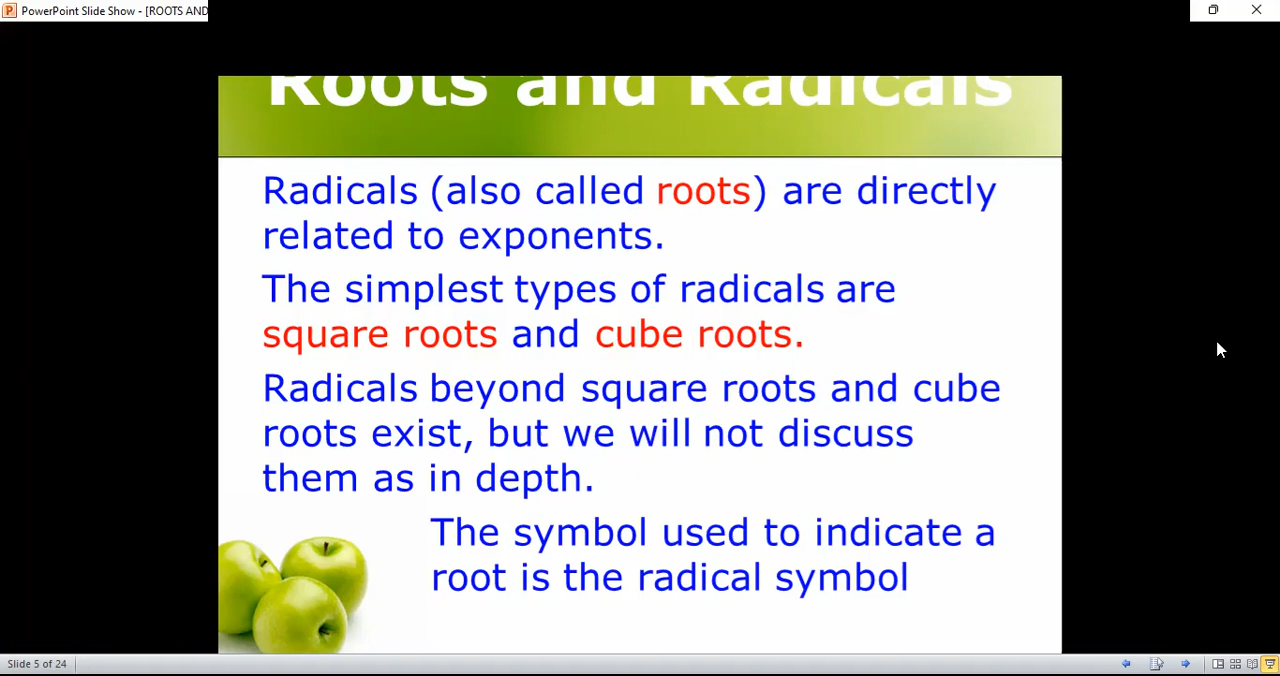 PowerPoint Slide Show - [ROOTS AND
Roots and Radicals
Radicals (also called roots) are directly
related to exponents.
The simplest types of radicals are
square roots and cube roots.
Radicals beyond square roots and cube
roots exist, but we will not discuss
them as in depth.
The symbol used to indicate a
root is the radical symbol
Slide 5 of 24